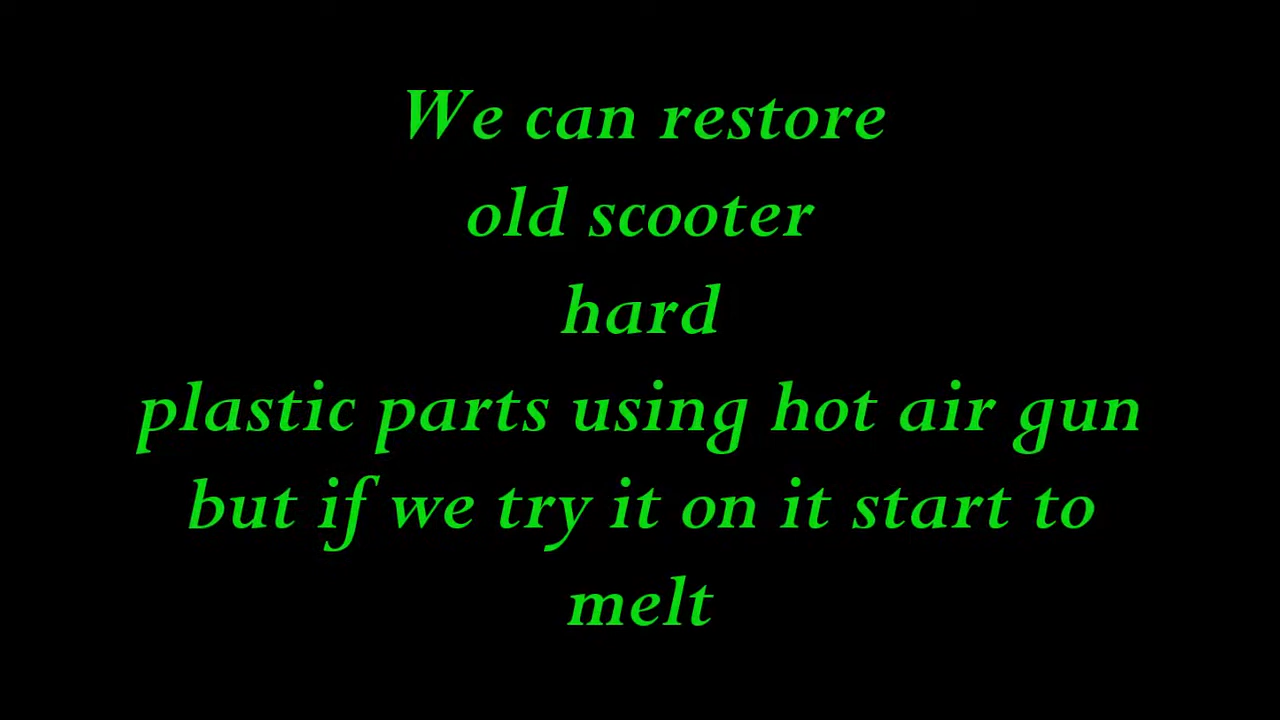 We can restore
old scooter
hard
plastic parts using hot air gun
but if we try it on it start to
melt